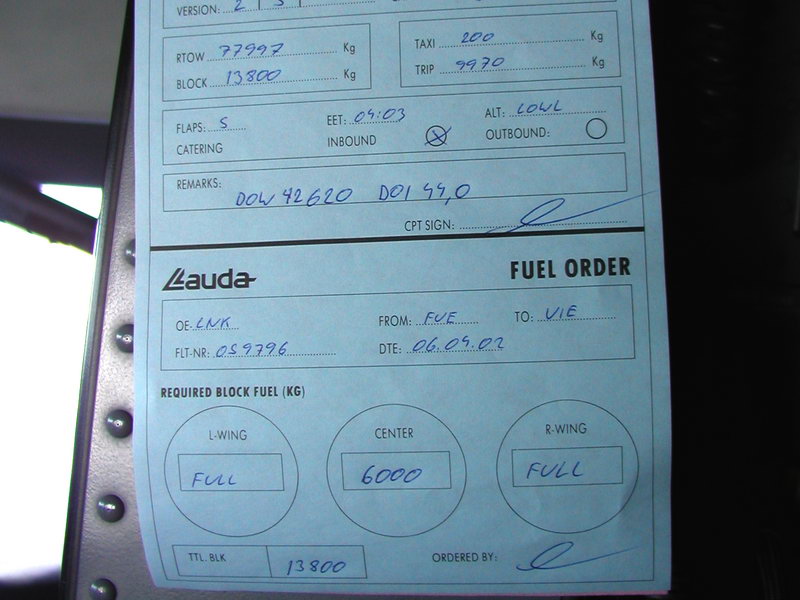 VERSION: 2 | 5 |
RTOW 77997 Kg TAXI 200 Kg
BLOCK 13800 Kg TRIP 9970 Kg
FLAPS: 5 EET: 04:03 ALT: LOWL
CATERING INBOUND OUTBOUND:
REMARKS: DOW 42620 DOI 44,0
CPT SIGN:
Lauda FUEL ORDER
OE-LNK FROM: FUE TO: VIE
FLT-NR: OS9796 DTE: 06.04.02
REQUIRED BLOCK FUEL (KG)
L-WING CENTER R-WING
FULL 6000 FULL
TTL. BLK 13800 ORDERED BY: